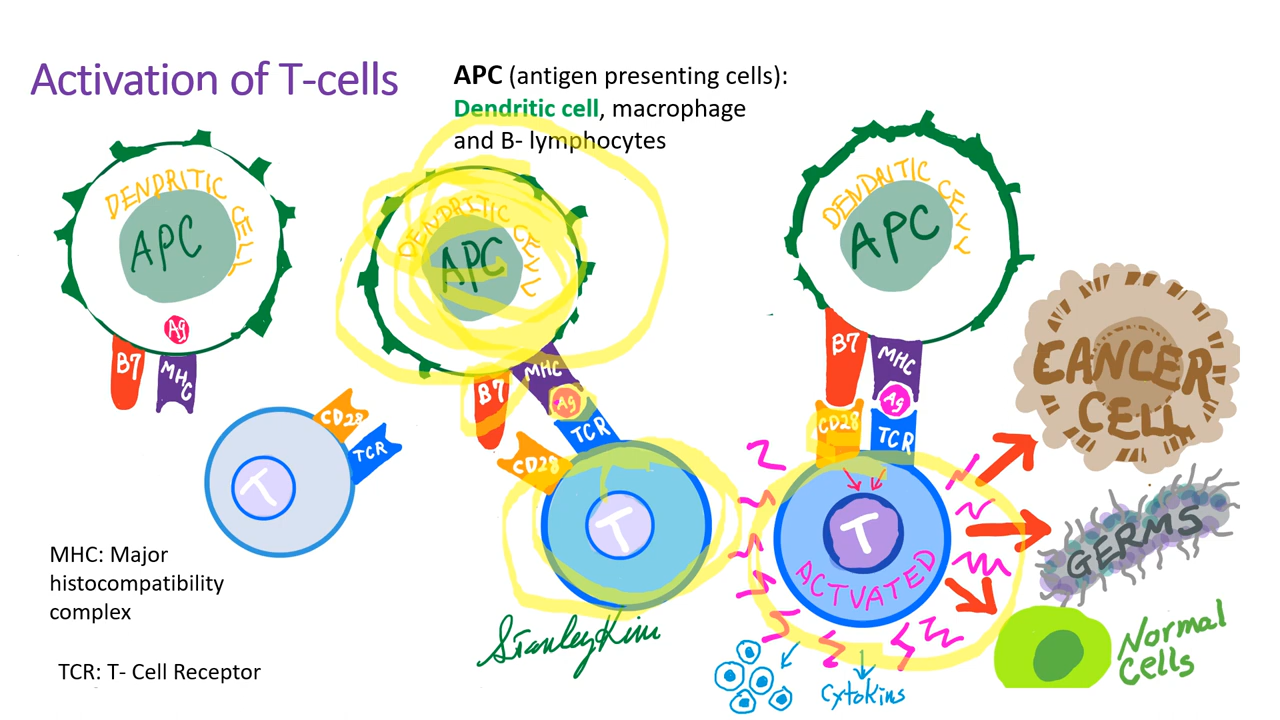 Activation of T-cells
APC (antigen presenting cells):
Dendritic cell, macrophage
and B- lymphocytes
DENDRITIC CELL
APC
Ag
B7
MHC
CD28
TCR
T
DENDRITIC CELL
APC
B7
MHC
Ag
TCR
CD28
T
DENDRITIC CELL
APC
B7
MHC
Ag
CD28
TCR
T
ACTVATED
CANCER
CELL
GERMS
Normal
Cells
Cytokins
StanleyKim
MHC: Major
histocompatibility
complex
TCR: T- Cell Receptor